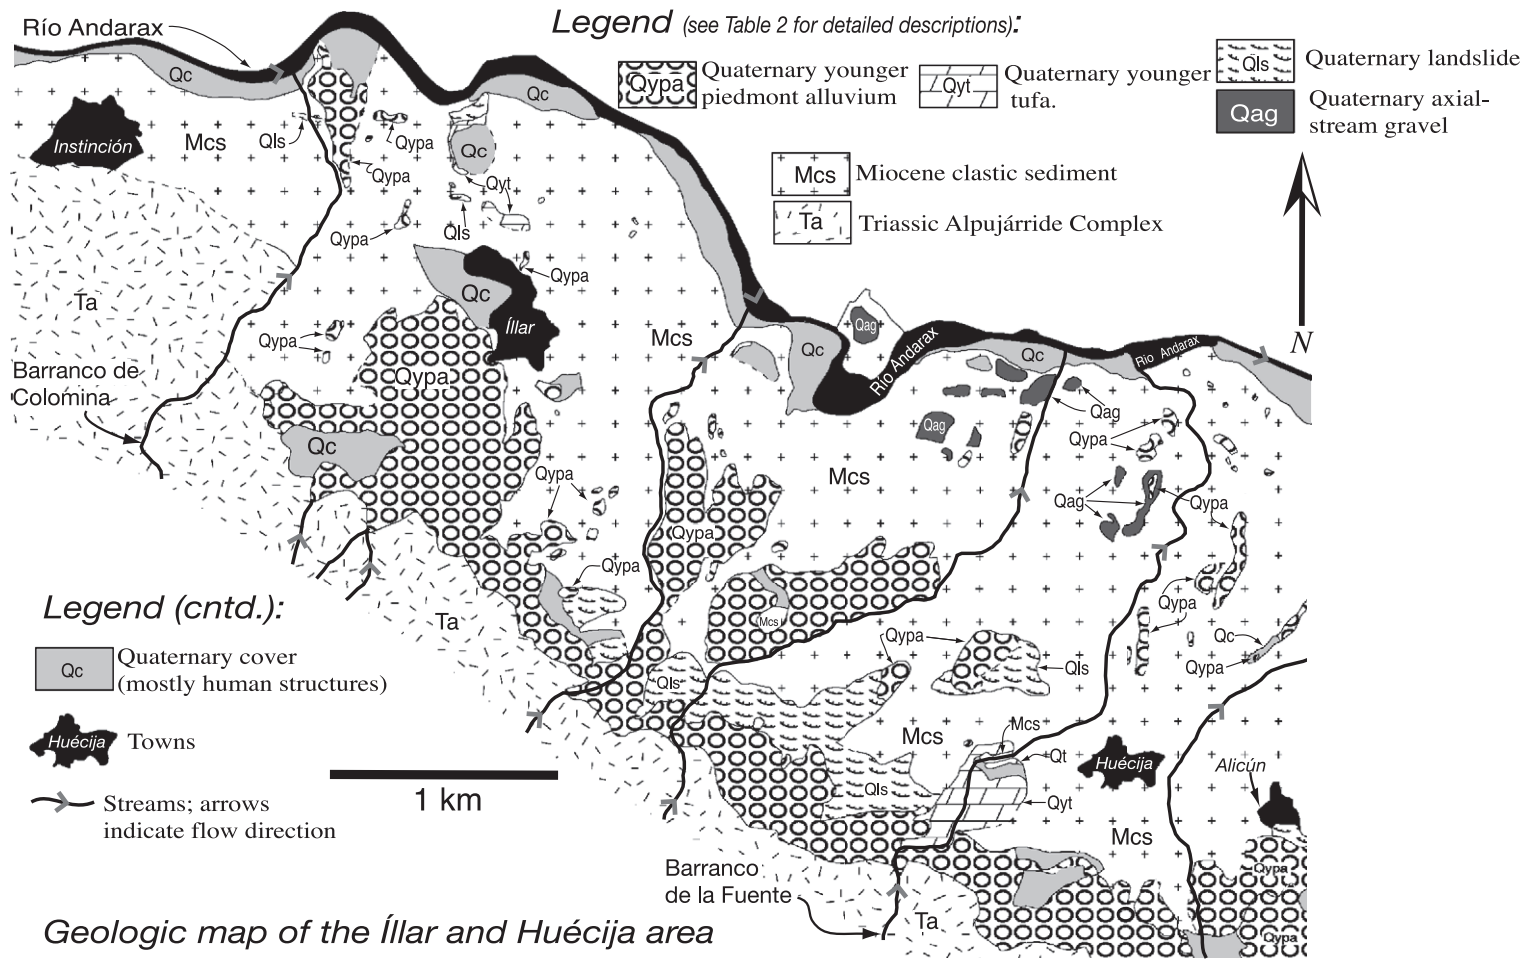 Legend (see Table 2 for detailed descriptions):
Río Andarax
Qypa
Quaternary younger
piedmont alluvium
Qyt
Quaternary younger
tufa.
Qls
Quaternary landslide
Qag
Quaternary axial-
stream gravel
Mcs
Miocene clastic sediment
Ta
Triassic Alpujárride Complex
N
Qc
Qc
Instinción
Mcs
Qls
Qypa
Qc
Qypa
Qyt
Qypa
Qls
Qypa
Ta
Qc
Íllar
Qypa
Mcs
Qc
Qag
Río Andarax
Qc
Río Andarax
Barranco de
Colomina
Qypa
Qag
Qag
Qypa
Qc
Mcs
Qypa
Qag
Qypa
Qypa
Qypa
Qypa
Mcs
Ta
Qypa
Qc
Qypa
Qls
Qls
Mcs
Mcs
Qt
Huécija
Alicún
Qls
Qyt
Mcs
Qypa
Barranco
de la Fuente
Ta
Qypa
Legend (cntd.):
Qc
Quaternary cover
(mostly human structures)
Huécija
Towns
Streams; arrows
indicate flow direction
1 km
Geologic map of the Íllar and Huécija area